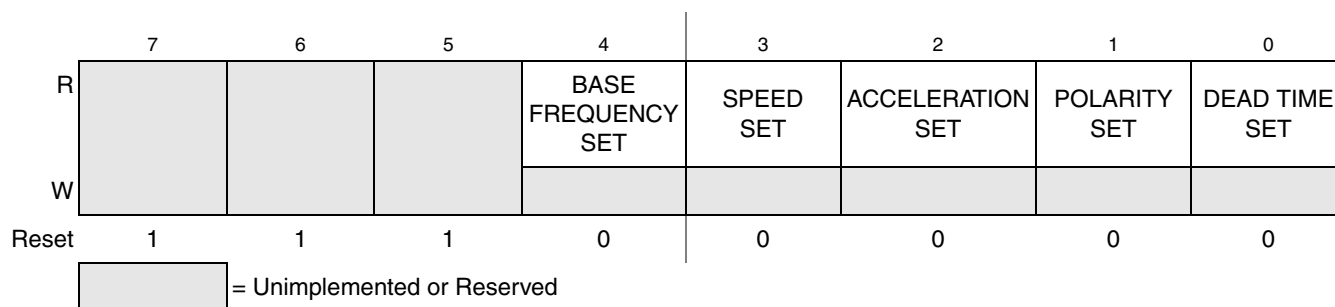 7 6 5 4 3 2 1 0
R BASE FREQUENCY SET SPEED SET ACCELERATION SET POLARITY SET DEAD TIME SET
W
Reset 1 1 1 0 0 0 0 0
= Unimplemented or Reserved